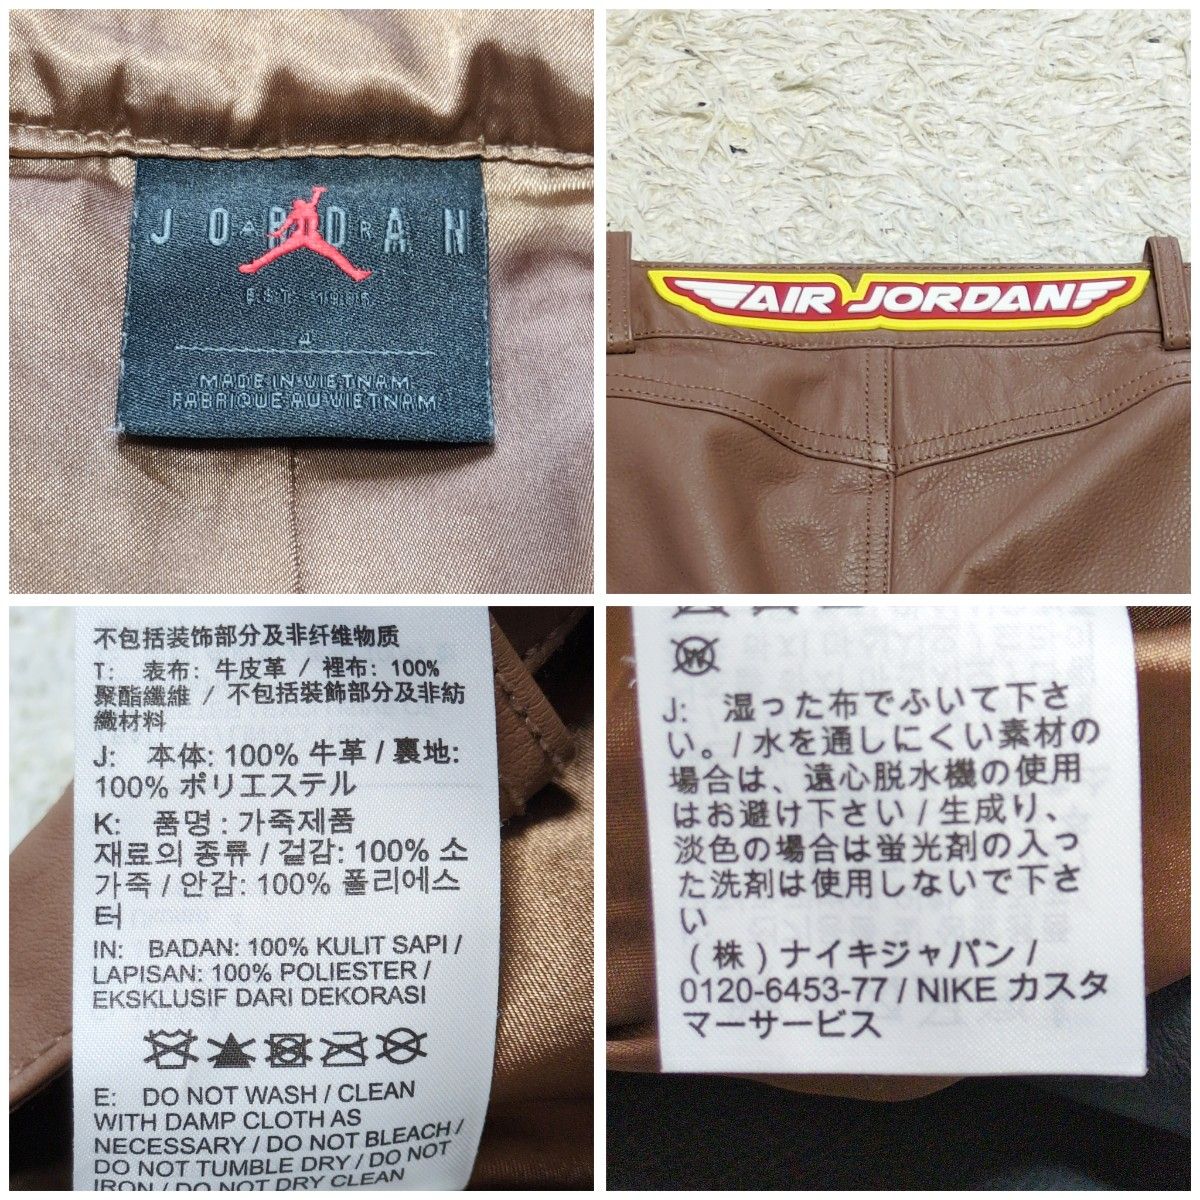 JORDAN
AIR
EST. 1985
4
MADE IN VIETNAM
FABRIQUE AU VIETNAM
AIR JORDAN
不包括装饰部分及非纤维物质
T: 表布: 牛皮革 / 裡布: 100%
聚酯纖維 / 不包括裝飾部分及非紡
織材料
J: 本体: 100% 牛革 / 裏地:
100% ポリエステル
K: 품명 : 가죽제품
재료의 종류 / 겉감: 100% 소
가죽 / 안감: 100% 폴리에스
터
IN: BADAN: 100% KULIT SAPI /
LAPISAN: 100% POLIESTER /
EKSKLUSIF DARI DEKORASI
E: DO NOT WASH / CLEAN
WITH DAMP CLOTH AS
NECESSARY / DO NOT BLEACH /
DO NOT TUMBLE DRY / DO NOT
IRON / DO NOT DRY CLEAN
J: 湿った布でふいて下さ
い。/ 水を通しにくい素材の
場合は、遠心脱水機の使用
はお避け下さい / 生成り、
淡色の場合は蛍光剤の入っ
た洗剤は使用しないで下さ
い
(株) ナイキジャパン /
0120-6453-77 / NIKE カスタ
マーサービス